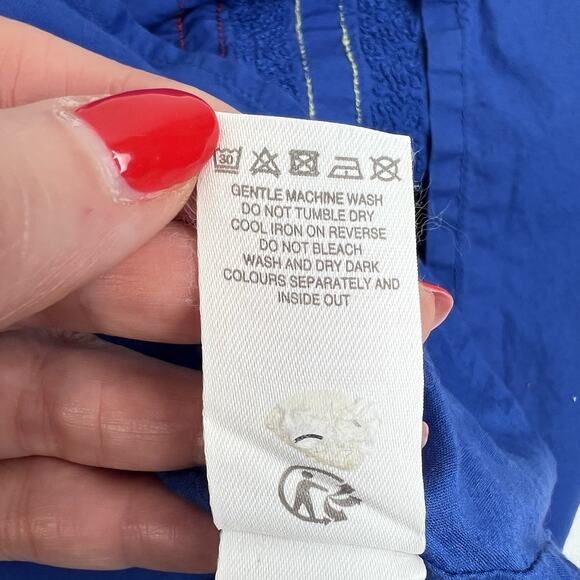 30
GENTLE MACHINE WASH
DO NOT TUMBLE DRY
COOL IRON ON REVERSE
DO NOT BLEACH
WASH AND DRY DARK
COLOURS SEPARATELY AND
INSIDE OUT